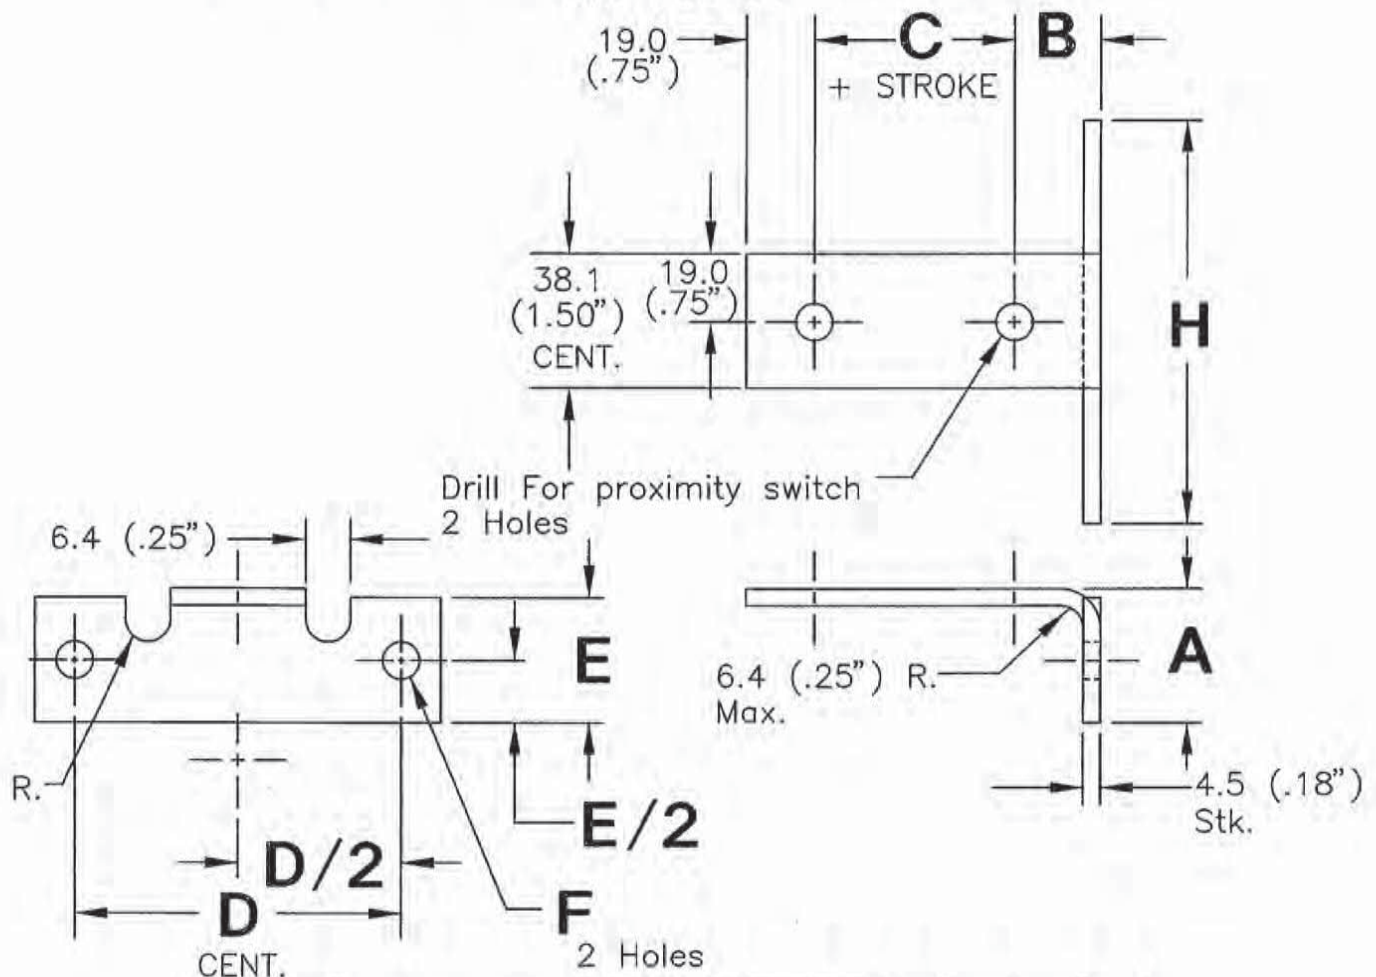 19.0
(.75")
C
B
+ STROKE
38.1
(1.50")
CENT.
19.0
(.75")
H
Drill For proximity switch
2 Holes
6.4 (.25")
E
A
6.4 (.25") R.
Max.
R.
4.5 (.18")
Stk.
E/2
D/2
D
CENT.
F
2 Holes